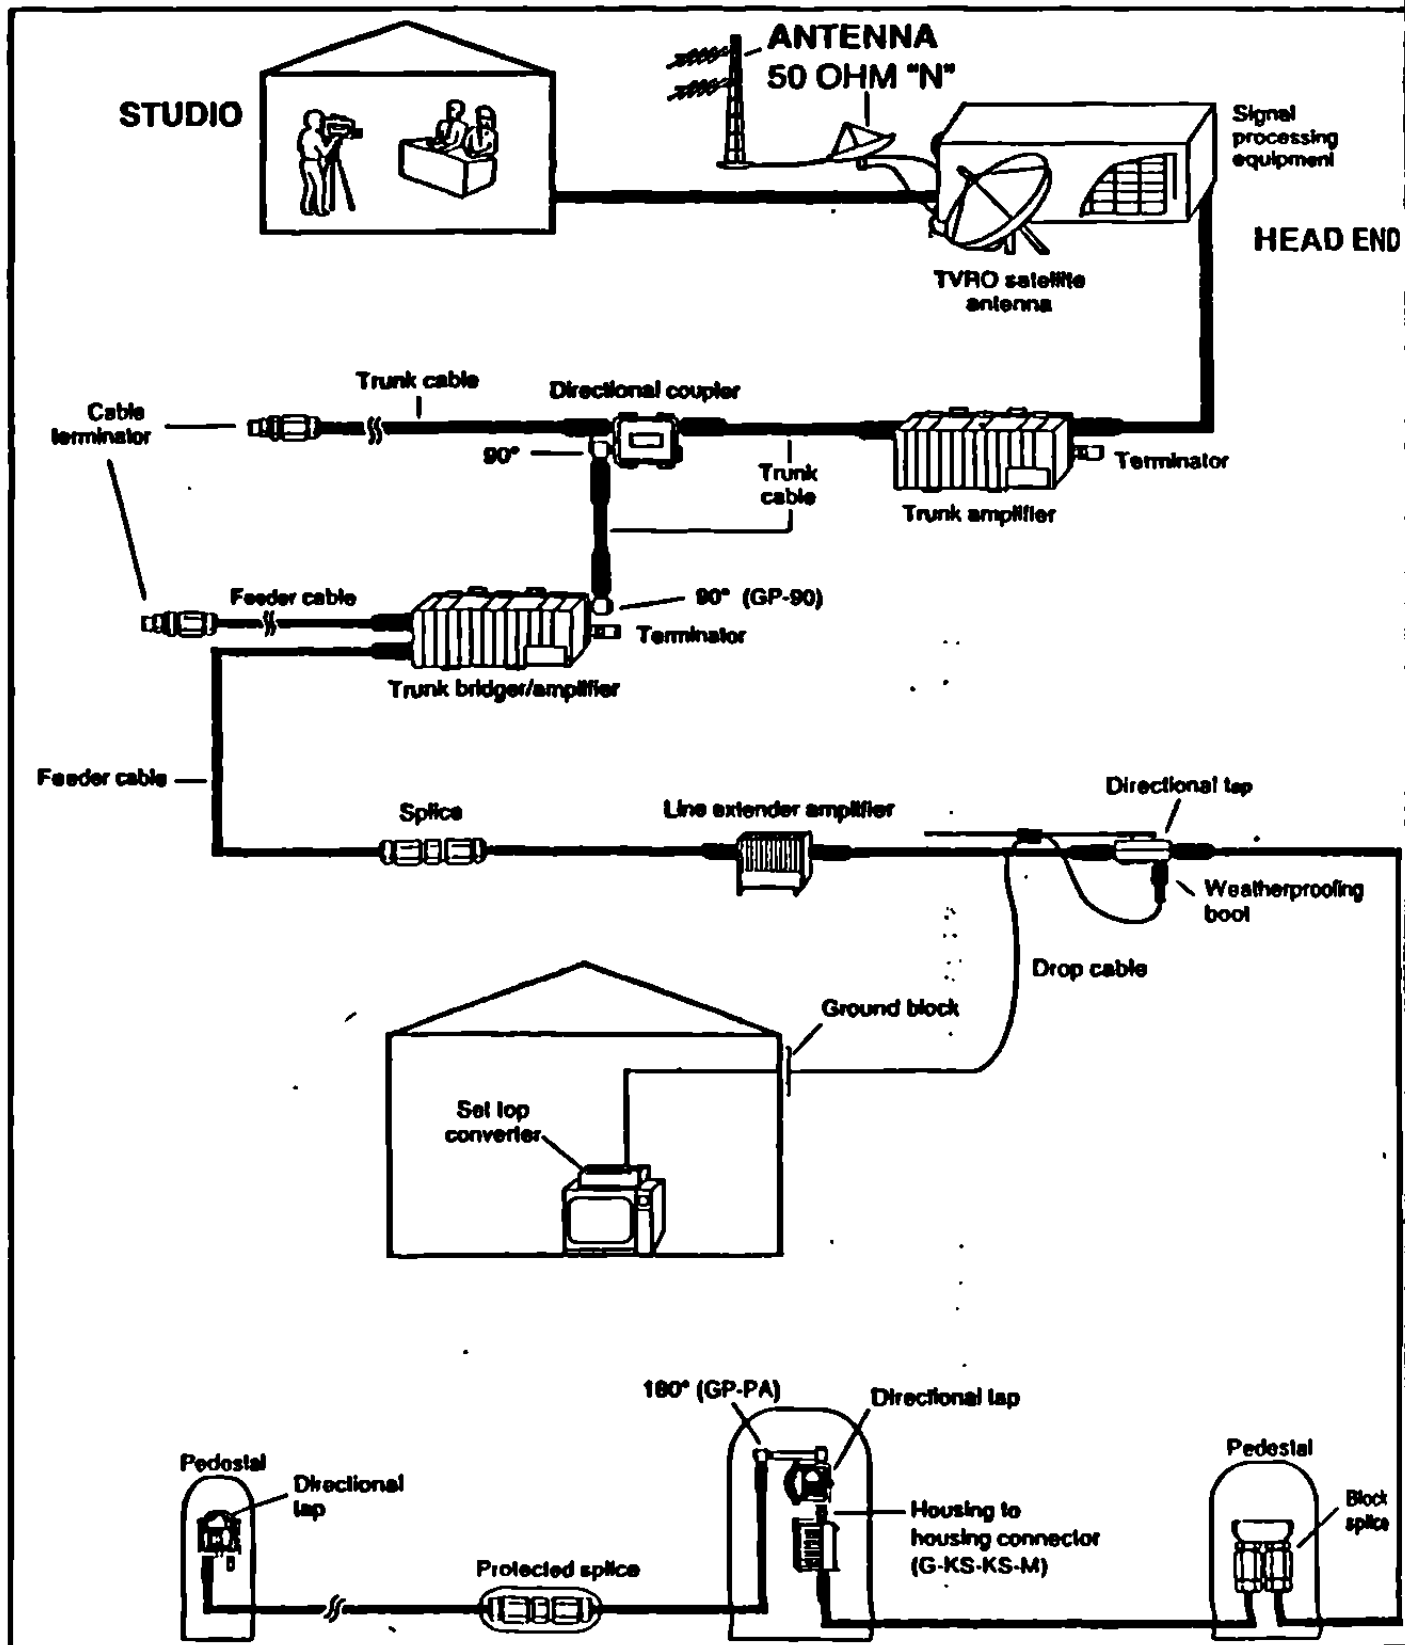 ANTENNA
50 OHM "N"
STUDIO
Signal
processing
equipment
HEAD END
TVRO satellite
antenna
Trunk cable
Directional coupler
Cable
terminator
90°
Trunk
cable
Terminator
Trunk amplifier
Feeder cable
90° (GP-90)
Terminator
Trunk bridger/amplifier
Feeder cable
Splice
Line extender amplifier
Directional tap
Weatherproofing
boot
Drop cable
Ground block
Set top
converter
180° (GP-PA)
Directional tap
Pedestal
Directional
tap
Pedestal
Block
splice
Housing to
housing connector
(G-KS-KS-M)
Protected splice